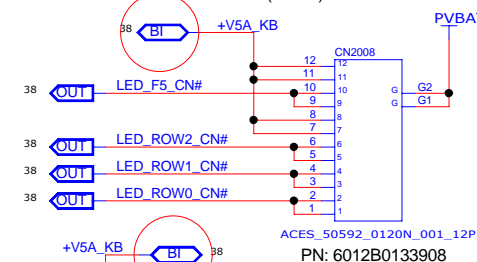 38 BI +V5A_KB PVBA
CN2008
12 12
11 11
38 OUT LED_F5_CN# 10 10 G G2
9 9 G G1
8 8
7 7
38 OUT LED_ROW2_CN# 6 6
5 5
38 OUT LED_ROW1_CN# 4 4
3 3
38 OUT LED_ROW0_CN# 2 2
1 1
ACES_50592_0120N_001_12P
+V5A_KB BI 38 PN: 6012B0133908